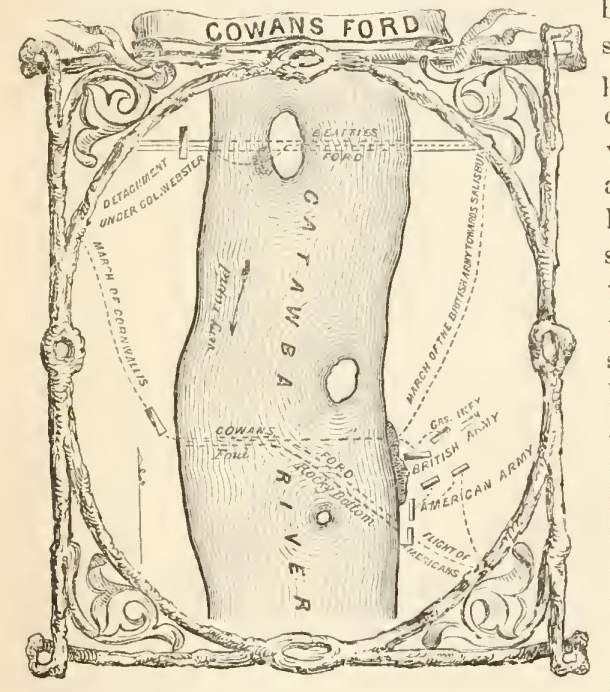 COWANS FORD
BEATTIES
FORD
DETACHMENT
UNDER COL. WEBSTER
CATAWBA RIVER
MARCH OF CORNWALLIS
MARCH OF THE BRITISH ARMY TOWARDS SALISBURY
COWANS FORD
Ford
Rocky Bottom
BRITISH ARMY
AMERICAN ARMY
FLIGHT OF
AMERICANS